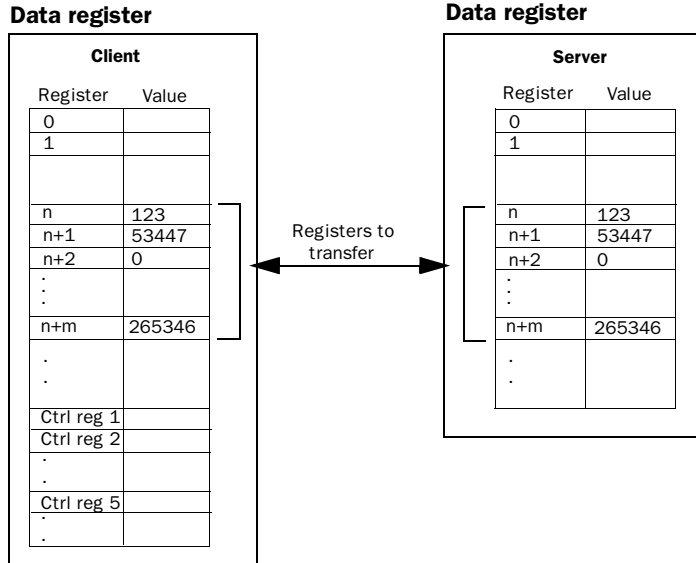 Data register
Client
Register Value
0
1
n 123
n+1 53447
n+2 0
.
.
.
n+m 265346
.
.
Ctrl reg 1
Ctrl reg 2
.
.
Ctrl reg 5
.
.
Registers to
transfer
Data register
Server
Register Value
0
1
n 123
n+1 53447
n+2 0
.
.
.
n+m 265346
.
.